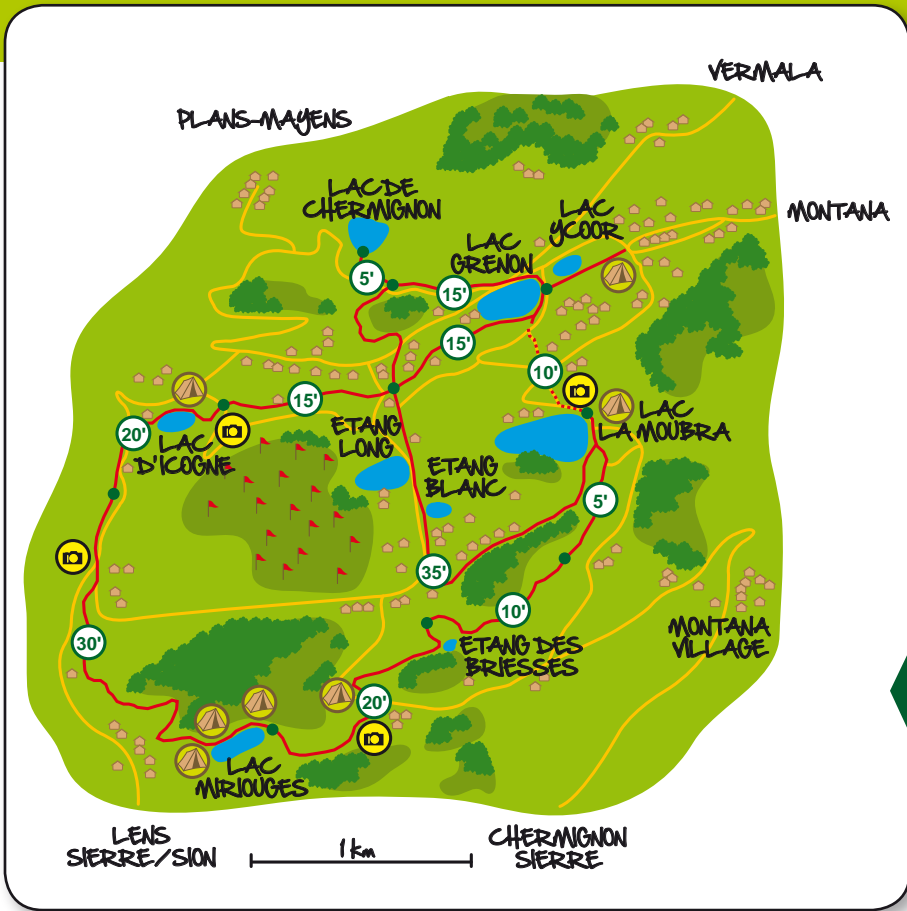 VERMALA
PLANS-MAYENS
LAC DE
CHERMIGNON
LAC
YCOOR
MONTANA
LAC
GRENON
5'
15'
15'
10'
15'
20'
LAC
D'ICOGNE
ETANG
LONG
ETANG
BLANC
LAC
LA MOUBRA
5'
35'
10'
30'
ETANG DES
BRIESSES
MONTANA
VILLAGE
20'
LAC
MIRIOUGES
LENS
SIERRE/SION
1 km
CHERMIGNON
SIERRE